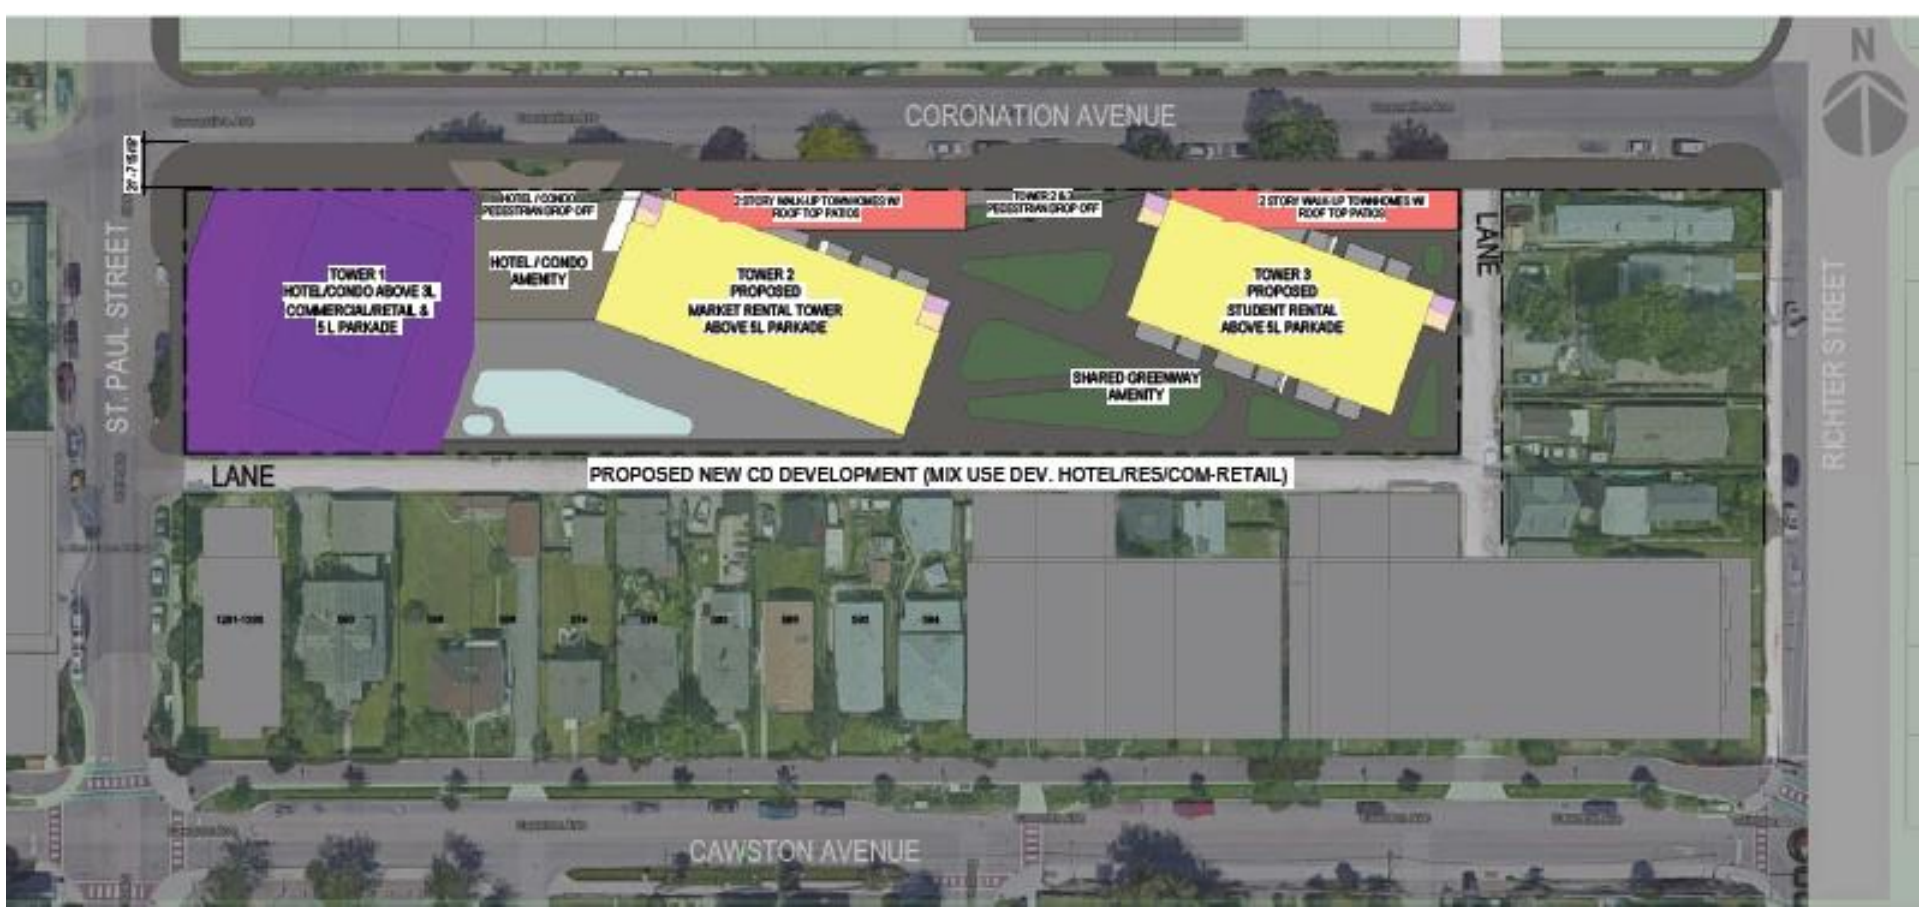 N
CORONATION AVENUE
HOTEL / CONDO
PEDESTRIAN DROP OFF
2 STORY WALK-UP TOWNHOMES W/
ROOF TOP PATIOS
TOWER 2 & 3
PEDESTRIAN DROP OFF
2 STORY WALK-UP TOWNHOMES W/
ROOF TOP PATIOS
LANE
ST. PAUL STREET
RICHTER STREET
TOWER 1
HOTEL/CONDO ABOVE 3L
COMMERCIAL/RETAIL &
5 L PARKADE
HOTEL / CONDO
AMENITY
TOWER 2
PROPOSED
MARKET RENTAL TOWER
ABOVE 5L PARKADE
TOWER 3
PROPOSED
STUDENT RENTAL
ABOVE 5L PARKADE
SHARED GREENWAY
AMENITY
LANE
PROPOSED NEW CD DEVELOPMENT (MIX USE DEV. HOTEL/RES/COM-RETAIL)
CAWSTON AVENUE